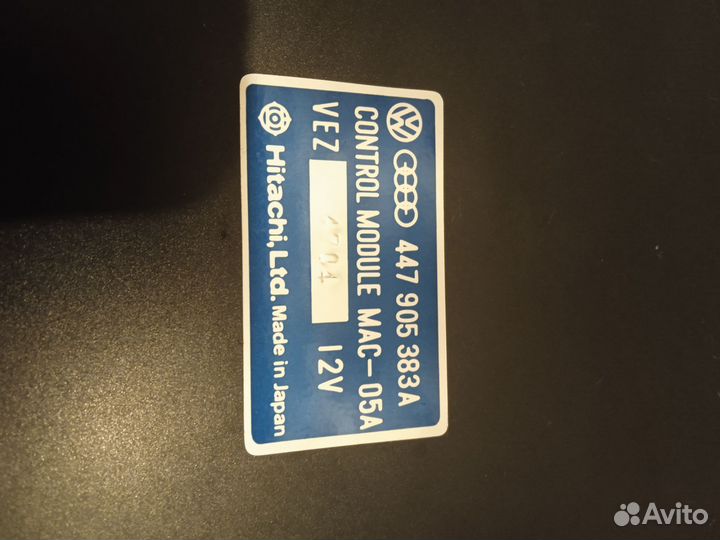 447 905 383A
CONTROL MODULE MAC-05A
VEZ 12V
Hitachi, Ltd. Made in Japan
Avito